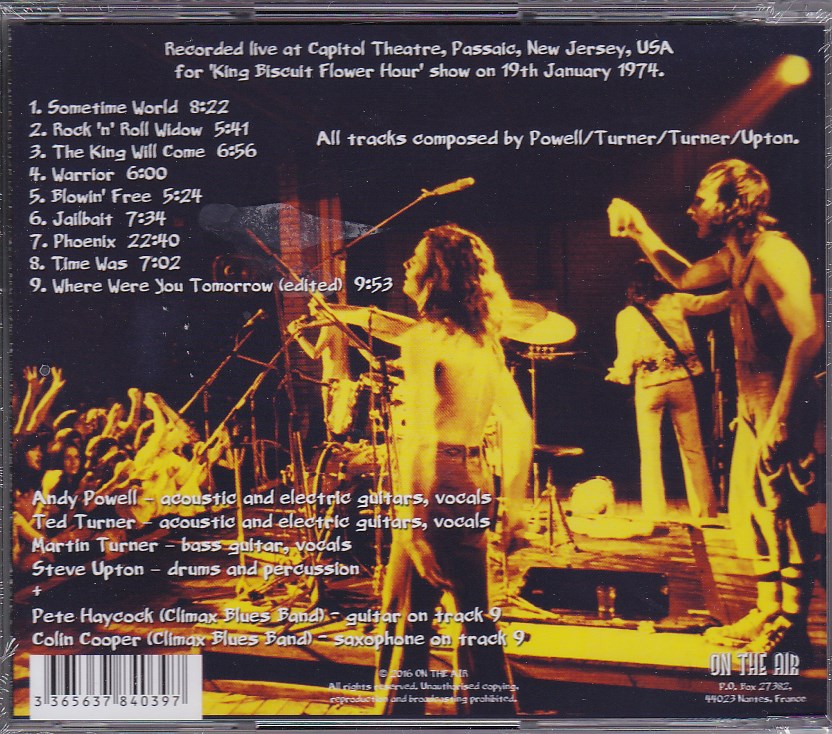 Recorded live at Capitol Theatre, Passaic, New Jersey, USA
for 'King Biscuit Flower Hour' show on 19th January 1974.
1. Sometime World 8:22
2. Rock 'n' Roll Widow 5:41
3. The King Will Come 6:56
4. Warrior 6:00
5. Blowin' Free 5:24
6. Jailbait 7:34
7. Phoenix 22:40
8. Time Was 7:02
9. Where Were You Tomorrow (edited) 9:53
All tracks composed by Powell/Turner/Turner/Upton.
Andy Powell – acoustic and electric guitars, vocals
Ted Turner – acoustic and electric guitars, vocals
Martin Turner – bass guitar, vocals
Steve Upton – drums and percussion
+
Pete Haycock (Climax Blues Band) – guitar on track 9
Colin Cooper (Climax Blues Band) – saxophone on track 9
3 365637 840397
© 2016 ON THE AIR
All rights reserved. Unauthorised copying,
reproduction and broadcasting prohibited.
ON THE AIR
P.O. Box 27382,
44023 Nantes, France